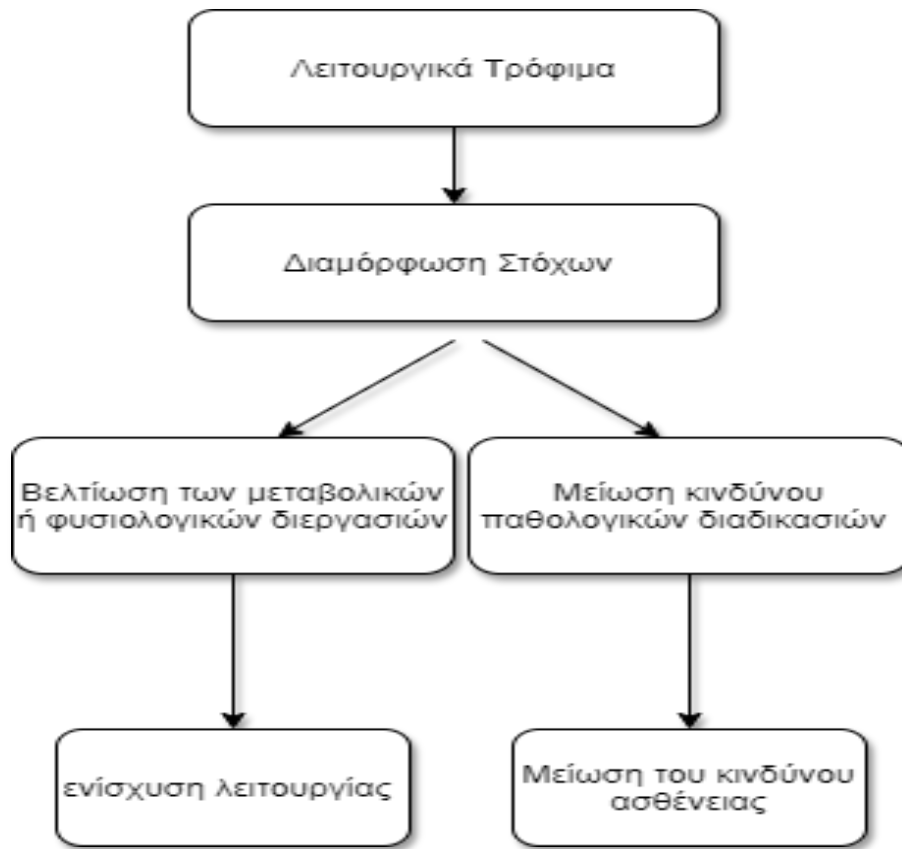 Λειτουργικά Τρόφιμα
Διαμόρφωση Στόχων
Βελτίωση των μεταβολικών
ή φυσιολογικών διεργασιών
Μείωση κινδύνου
παθολογικών διαδικασιών
ενίσχυση λειτουργίας
Μείωση του κινδύνου
ασθένειας